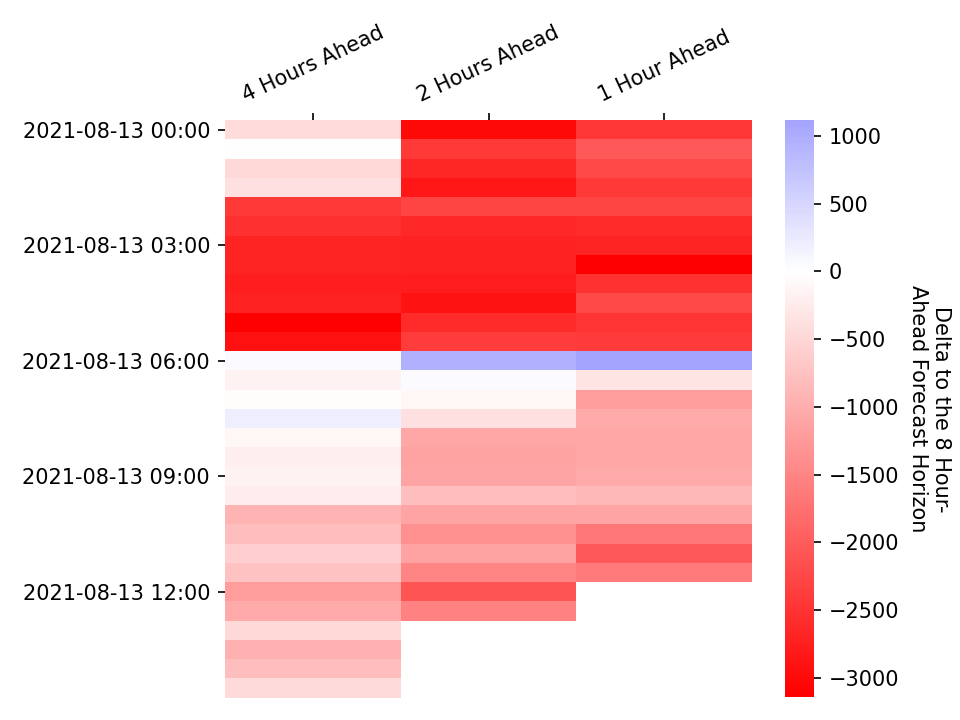 4 Hours Ahead
2 Hours Ahead
1 Hour Ahead
2021-08-13 00:00
2021-08-13 03:00
2021-08-13 06:00
2021-08-13 09:00
2021-08-13 12:00
1000
500
0
−500
−1000
−1500
−2000
−2500
−3000
Delta to the 8 Hour-
Ahead Forecast Horizon